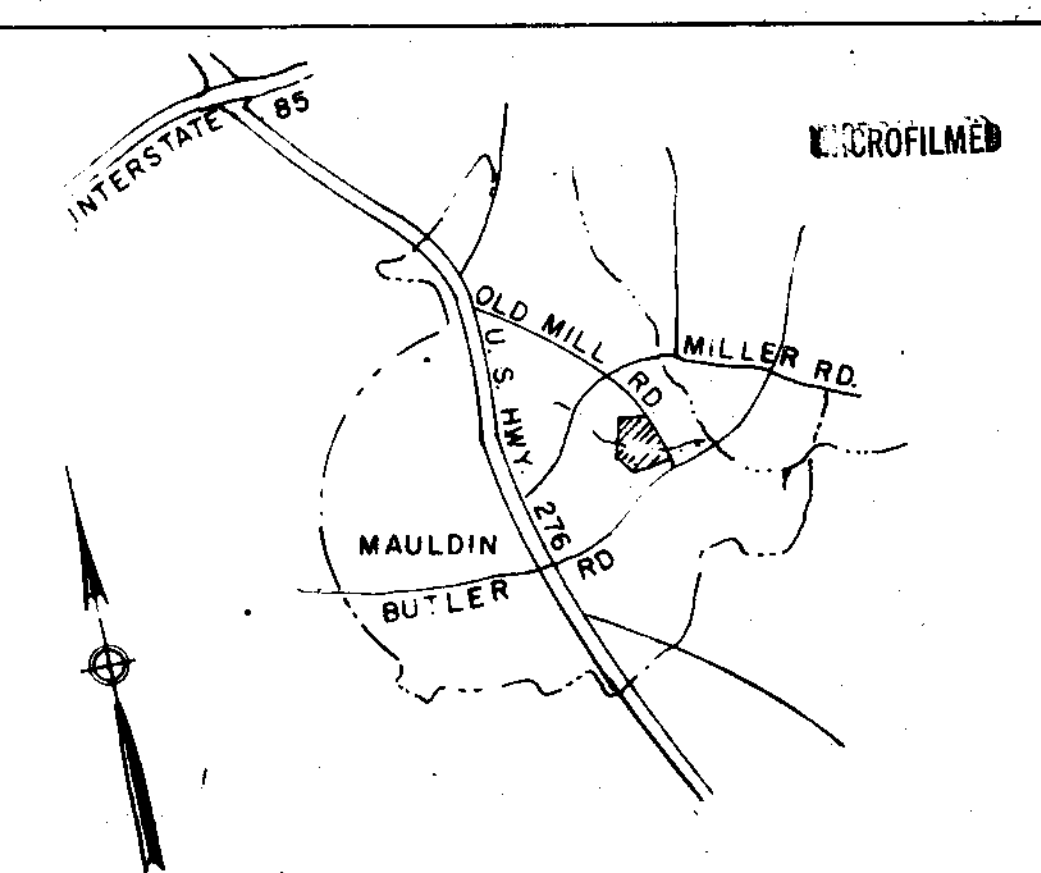 INTERSTATE 85
MICROFILMED
OLD MILL RD
MILLER RD.
U. S. HWY. 276
MAULDIN
BUTLER RD